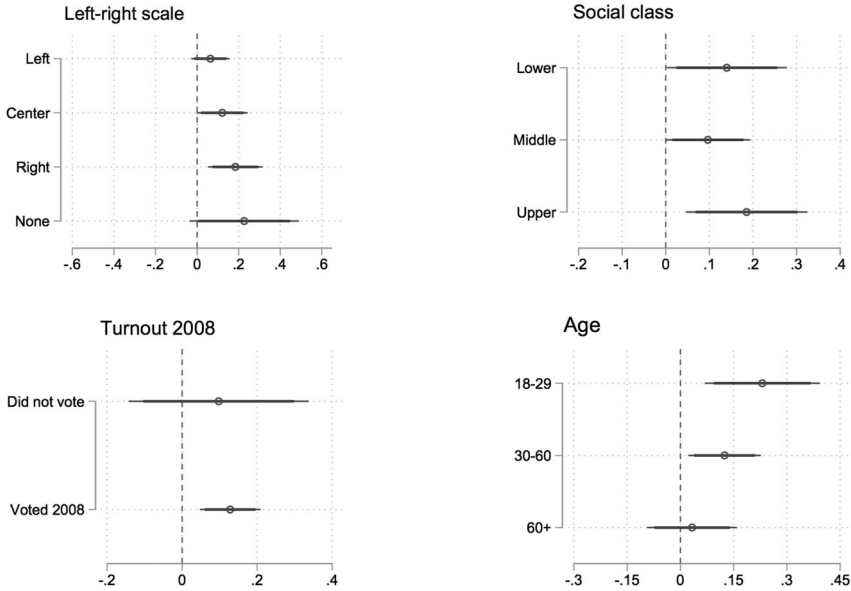 Left-right scale
Left
Center
Right
None
-.6 -.4 -.2 0 .2 .4 .6
Social class
Lower
Middle
Upper
-.2 -.1 0 .1 .2 .3 .4
Turnout 2008
Did not vote
Voted 2008
-.2 0 .2 .4
Age
18-29
30-60
60+
-.3 -.15 0 .15 .3 .45